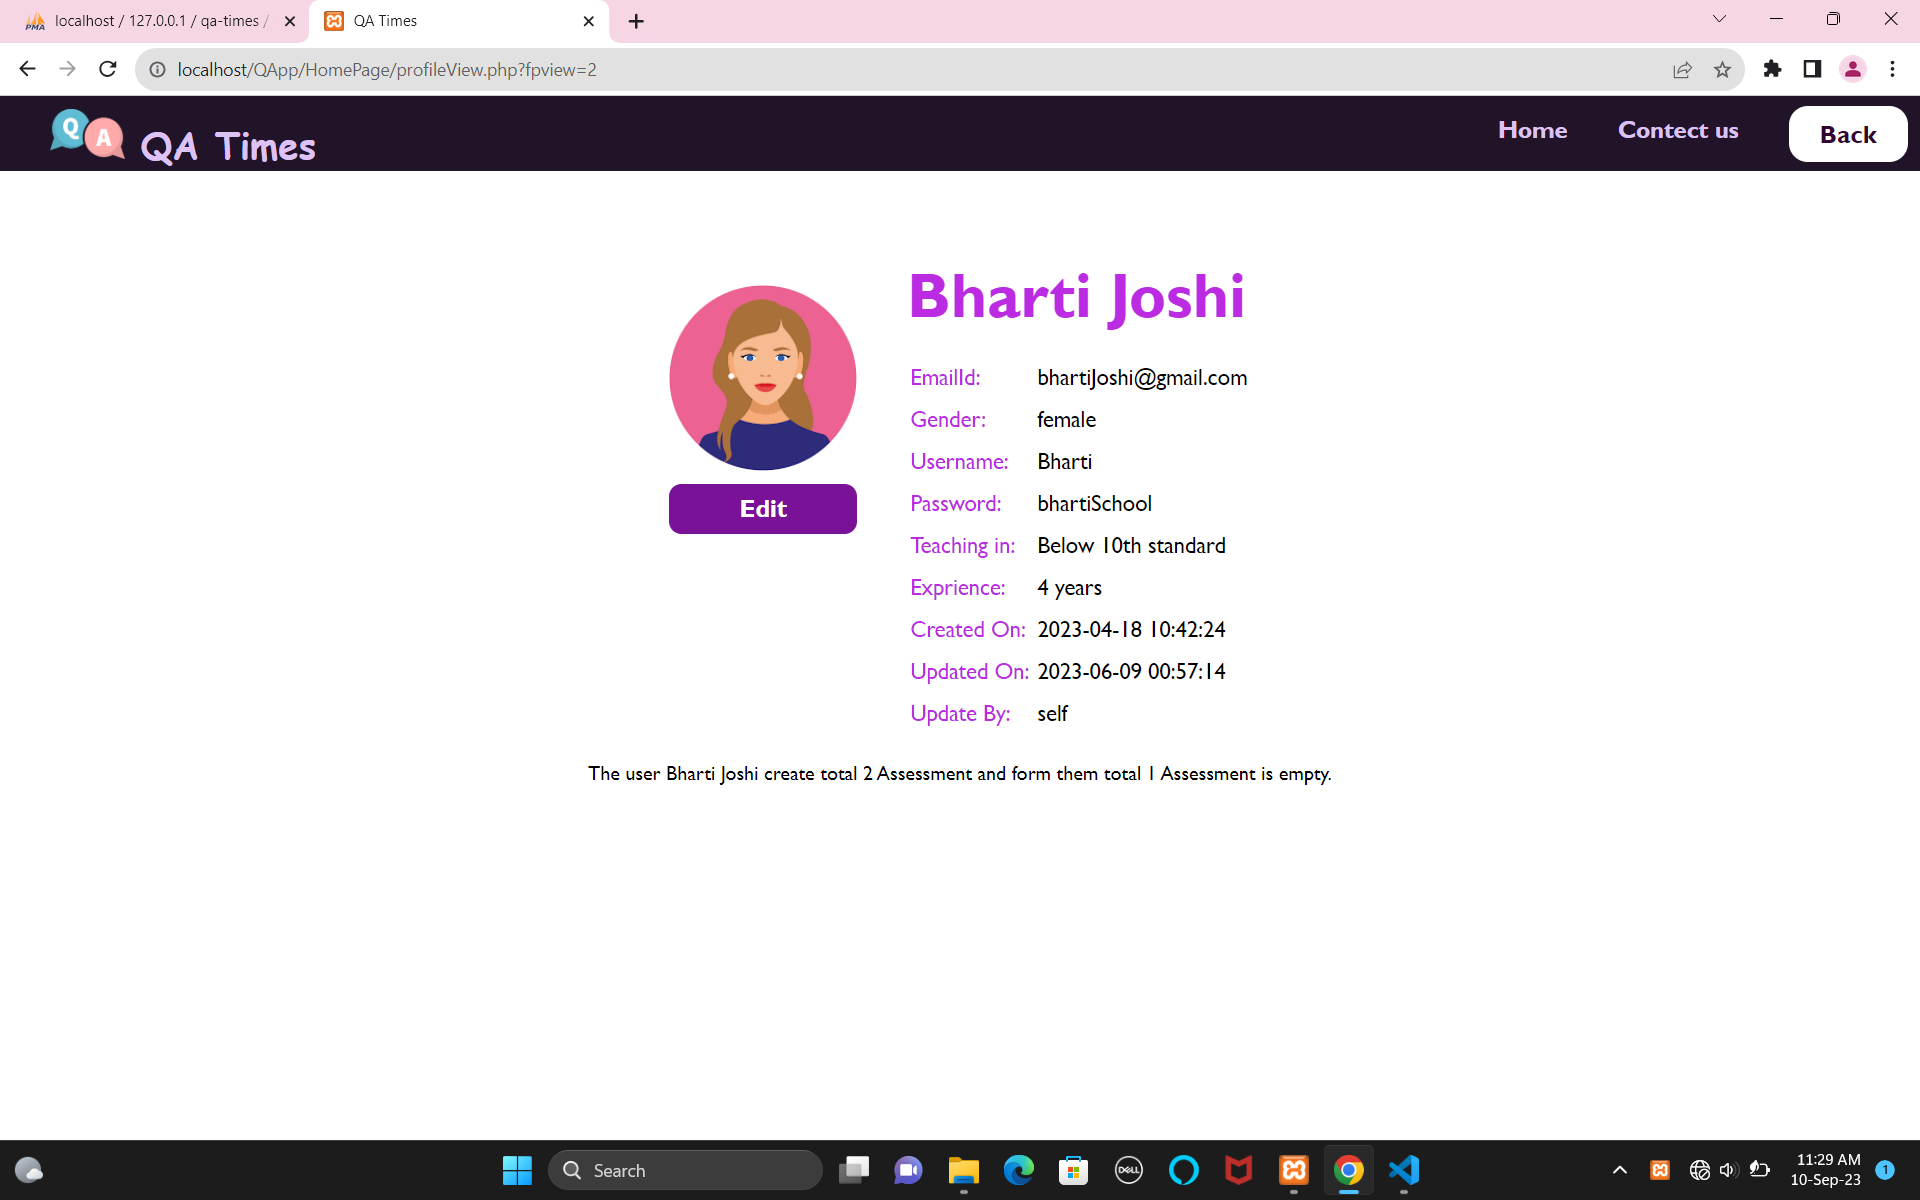 localhost / 127.0.0.1 / qa-times /
QA Times
localhost/QApp/HomePage/profileView.php?fpview=2
Q A QA Times
Home
Contect us
Back
Bharti Joshi
EmailId: bhartiJoshi@gmail.com
Gender: female
Username: Bharti
Password: bhartiSchool
Edit
Teaching in: Below 10th standard
Exprience: 4 years
Created On: 2023-04-18 10:42:24
Updated On: 2023-06-09 00:57:14
Update By: self
The user Bharti Joshi create total 2 Assessment and form them total 1 Assessment is empty.
Search
DELL
11:29 AM
10-Sep-23
1